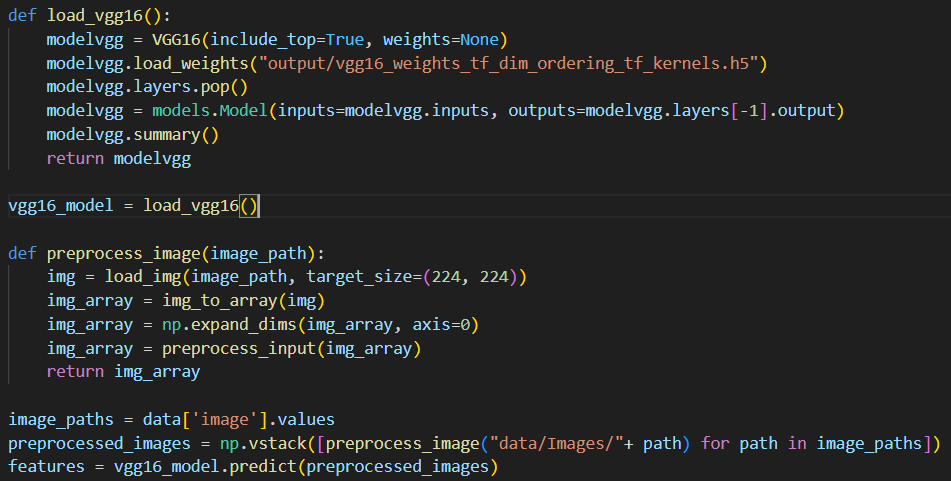 def load_vgg16():
    modelvgg = VGG16(include_top=True, weights=None)
    modelvgg.load_weights("output/vgg16_weights_tf_dim_ordering_tf_kernels.h5")
    modelvgg.layers.pop()
    modelvgg = models.Model(inputs=modelvgg.inputs, outputs=modelvgg.layers[-1].output)
    modelvgg.summary()
    return modelvgg
vgg16_model = load_vgg16()
def preprocess_image(image_path):
    img = load_img(image_path, target_size=(224, 224))
    img_array = img_to_array(img)
    img_array = np.expand_dims(img_array, axis=0)
    img_array = preprocess_input(img_array)
    return img_array
image_paths = data['image'].values
preprocessed_images = np.vstack([preprocess_image("data/Images/"+ path) for path in image_paths])
features = vgg16_model.predict(preprocessed_images)